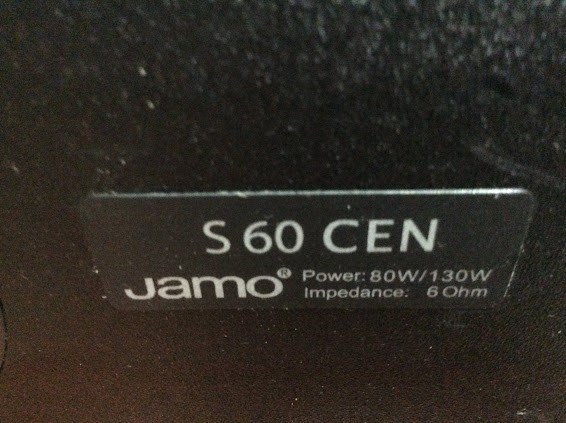 S 60 CEN
Jamo® Power: 80W/130W
Impedance: 6 Ohm